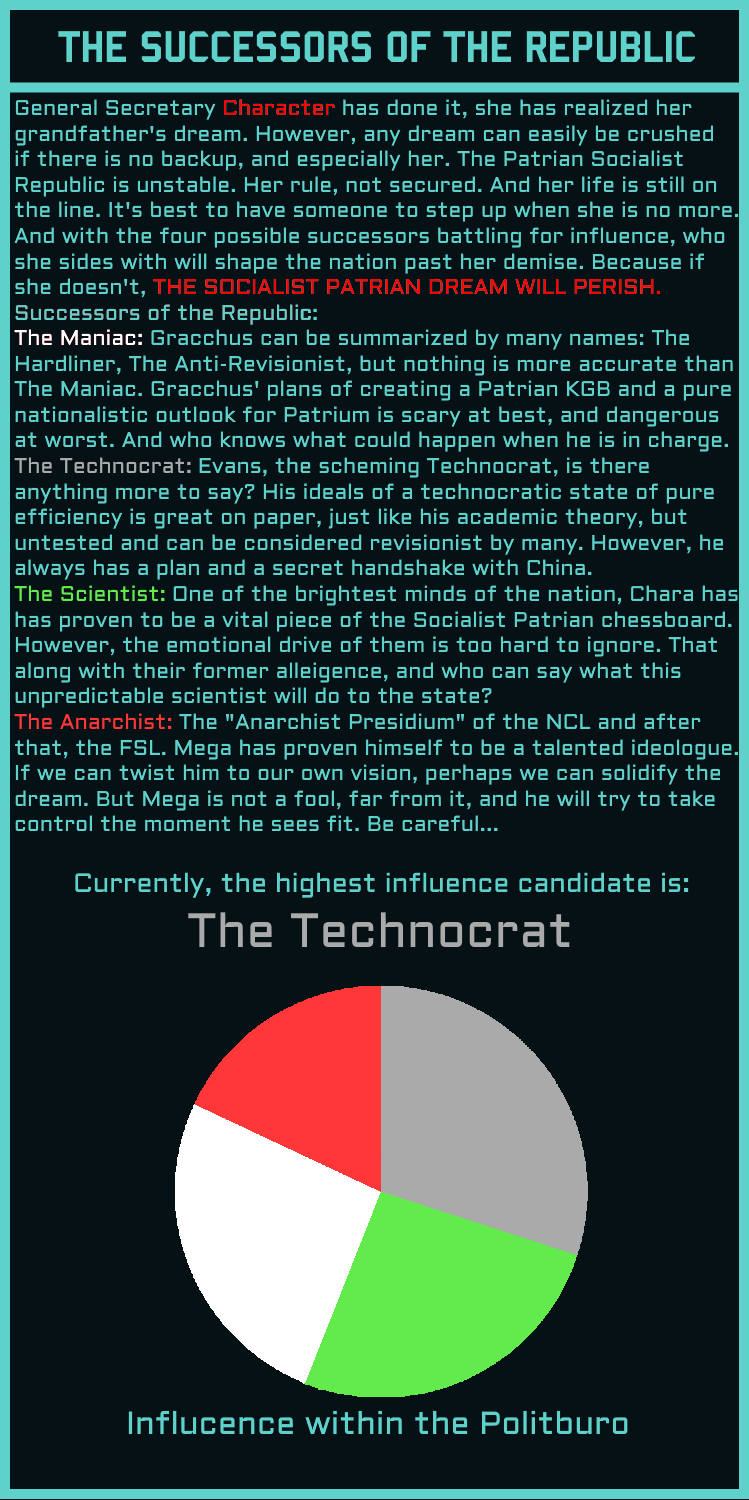 THE SUCCESSORS OF THE REPUBLIC
General Secretary Character has done it, she has realized her
grandfather's dream. However, any dream can easily be crushed
if there is no backup, and especially her. The Patrian Socialist
Republic is unstable. Her rule, not secured. And her life is still on
the line. It's best to have someone to step up when she is no more.
And with the four possible successors battling for influence, who
she sides with will shape the nation past her demise. Because if
she doesn't, THE SOCIALIST PATRIAN DREAM WILL PERISH.
Successors of the Republic:
The Maniac: Gracchus can be summarized by many names: The
Hardliner, The Anti-Revisionist, but nothing is more accurate than
The Maniac. Gracchus' plans of creating a Patrian KGB and a pure
nationalistic outlook for Patrium is scary at best, and dangerous
at worst. And who knows what could happen when he is in charge.
The Technocrat: Evans, the scheming Technocrat, is there
anything more to say? His ideals of a technocratic state of pure
efficiency is great on paper, just like his academic theory, but
untested and can be considered revisionist by many. However, he
always has a plan and a secret handshake with China.
The Scientist: One of the brightest minds of the nation, Chara has
has proven to be a vital piece of the Socialist Patrian chessboard.
However, the emotional drive of them is too hard to ignore. That
along with their former alleigence, and who can say what this
unpredictable scientist will do to the state?
The Anarchist: The "Anarchist Presidium" of the NCL and after
that, the FSL. Mega has proven himself to be a talented ideologue.
If we can twist him to our own vision, perhaps we can solidify the
dream. But Mega is not a fool, far from it, and he will try to take
control the moment he sees fit. Be careful...
Currently, the highest influence candidate is:
The Technocrat
Influcence within the Politburo